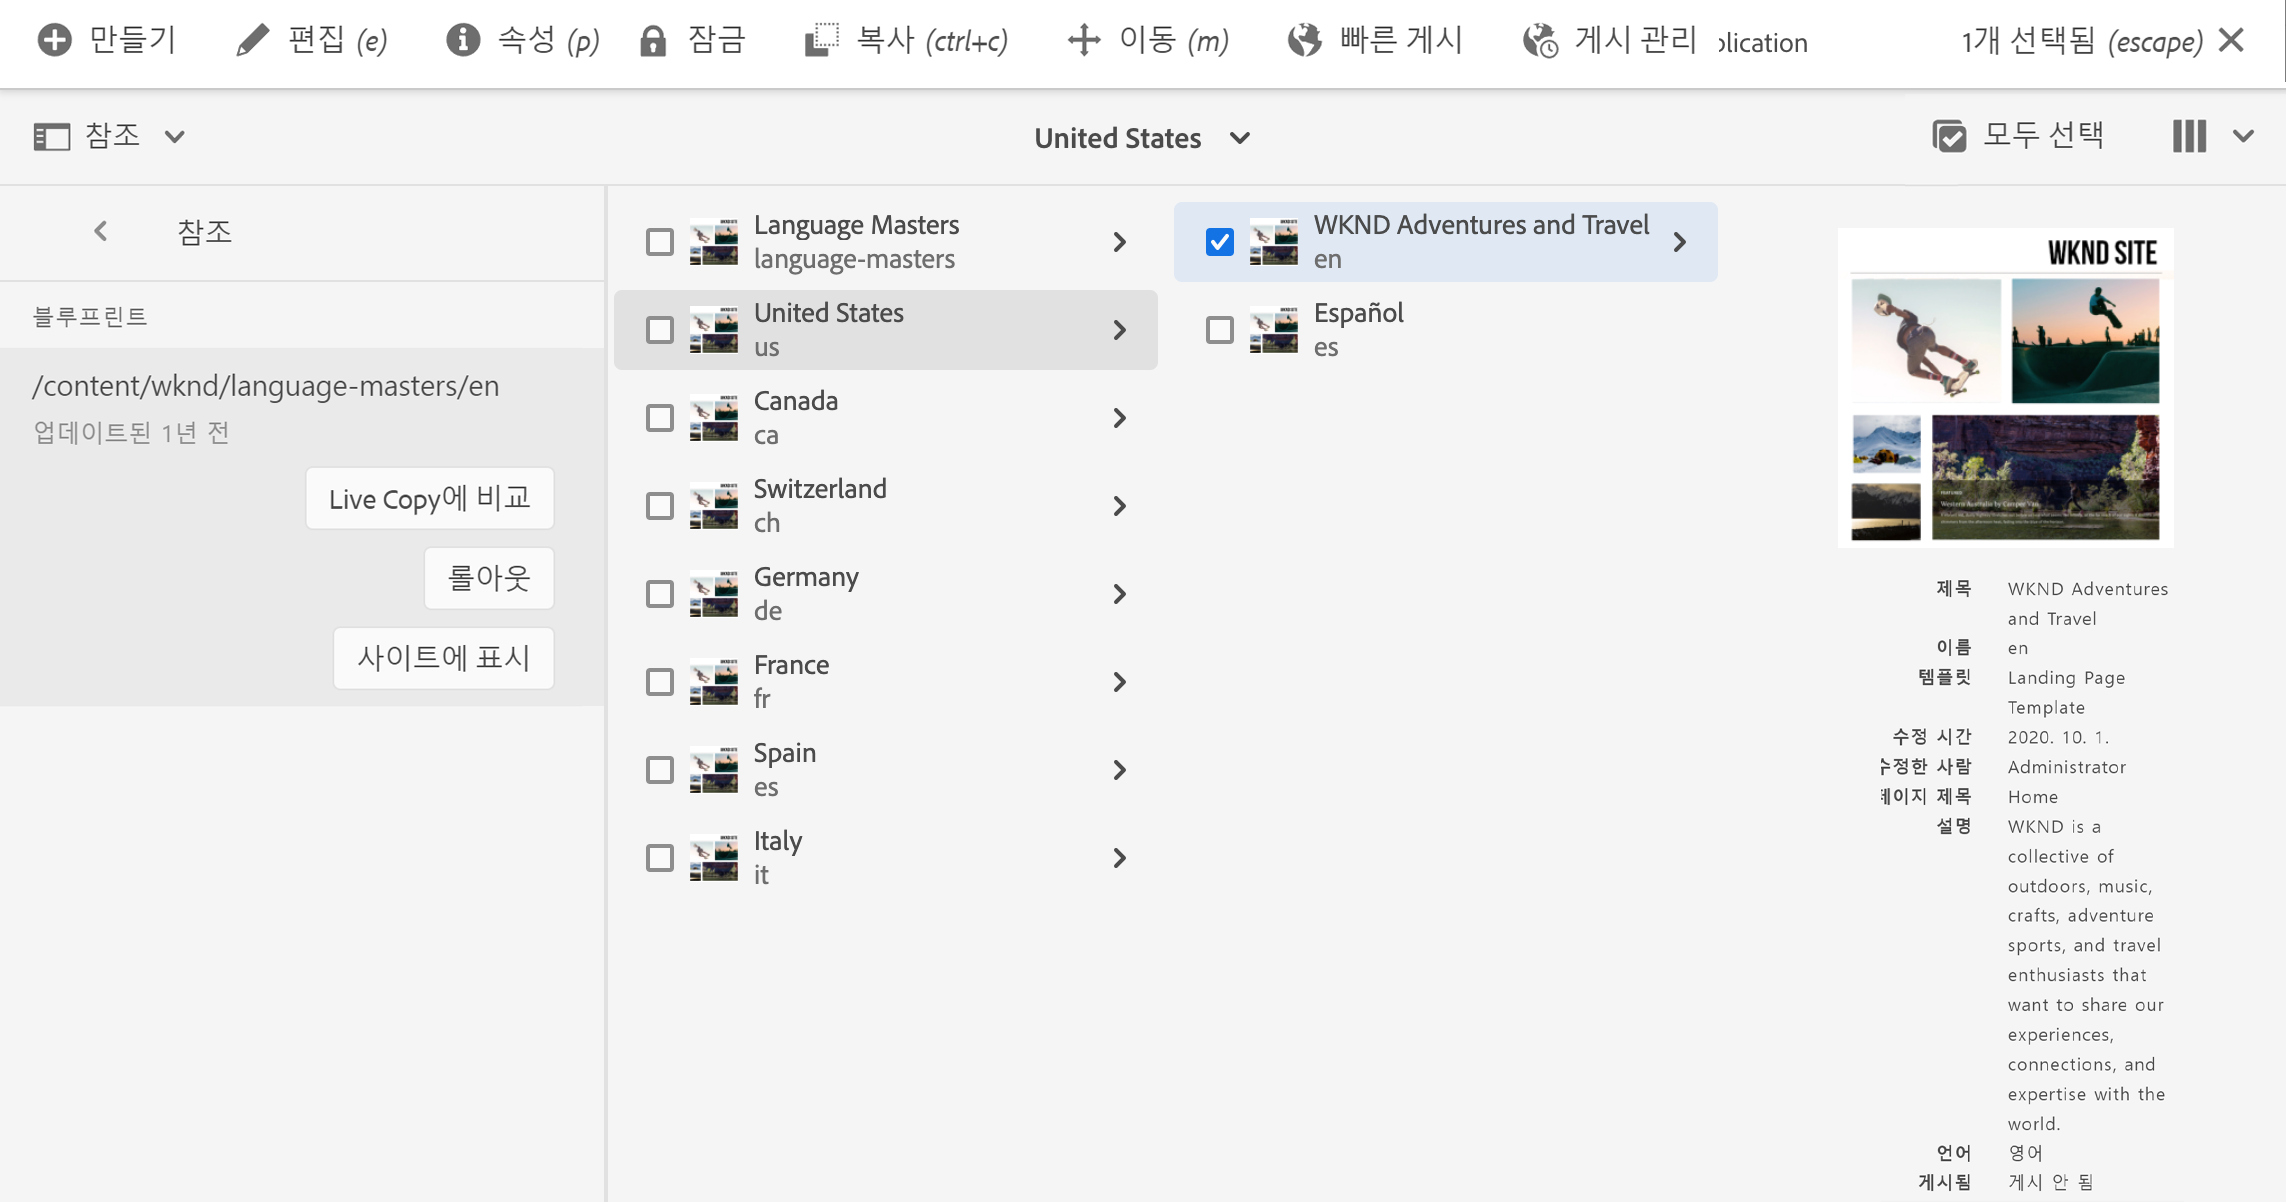 만들기 편집 (e) 속성 (p) 잠금 복사 (ctrl+c) 이동 (m) 빠른 게시 게시 관리 olication 1개 선택됨 (escape)
참조 United States 모두 선택
참조
블루프린트
/content/wknd/language-masters/en
업데이트된 1년 전
Live Copy에 비교
롤아웃
사이트에 표시
Language Masters
language-masters
United States
us
Canada
ca
Switzerland
ch
Germany
de
France
fr
Spain
es
Italy
it
WKND Adventures and Travel
en
Español
es
WKND SITE
FEATURED
Western Australia by Camper Van
제목 WKND Adventures
and Travel
이름 en
템플릿 Landing Page
Template
수정 시간 2020. 10. 1.
수정한 사람 Administrator
페이지 제목 Home
설명 WKND is a
collective of
outdoors, music,
crafts, adventure
sports, and travel
enthusiasts that
want to share our
experiences,
connections, and
expertise with the
world.
언어 영어
게시됨 게시 안 됨